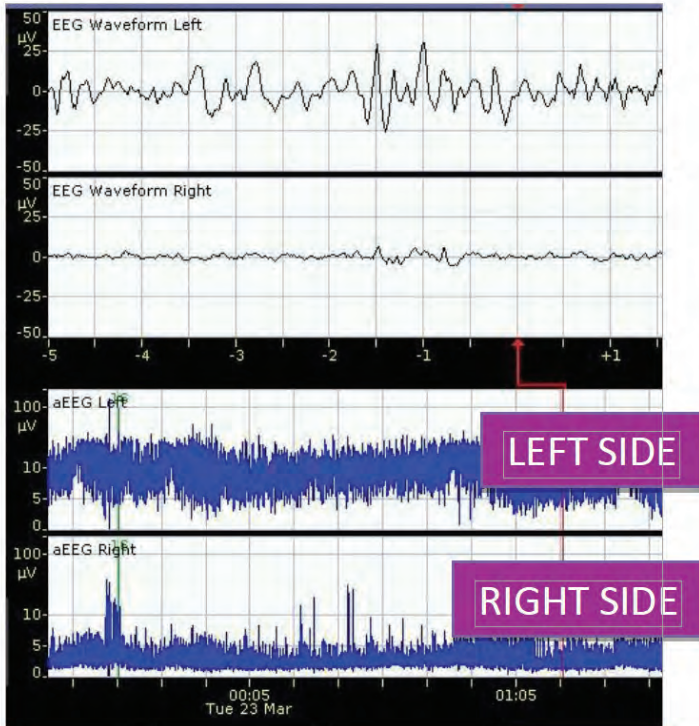 50
µV
EEG Waveform Left
25
0
-25
-50
50
µV
EEG Waveform Right
25
0
-25
-50
-5 -4 -3 -2 -1 +1
aEEG Left
100
µV
10
5
0
LEFT SIDE
aEEG Right
100
µV
10
5
0
RIGHT SIDE
00:05 01:05
Tue 23 Mar